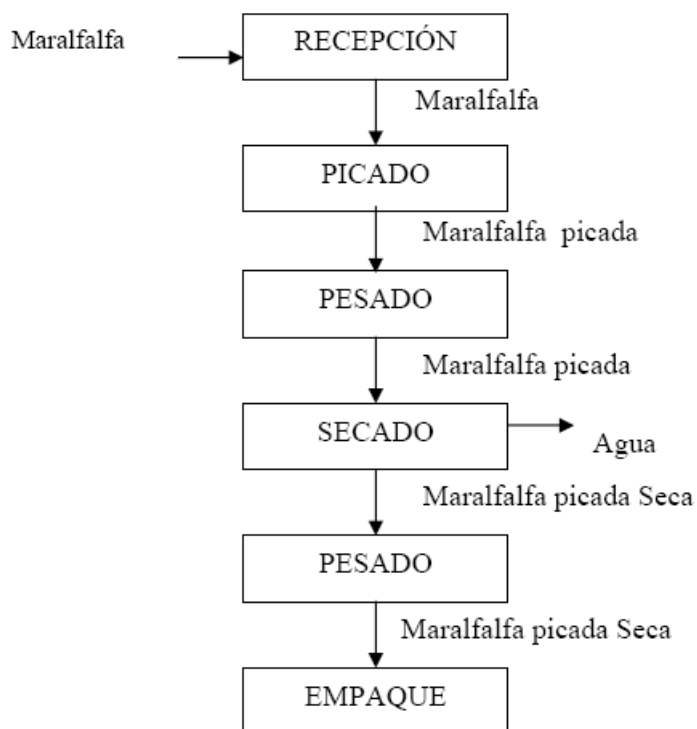 Maralfalfa
RECEPCIÓN
Maralfalfa
PICADO
Maralfalfa picada
PESADO
Maralfalfa picada
SECADO
Agua
Maralfalfa picada Seca
PESADO
Maralfalfa picada Seca
EMPAQUE